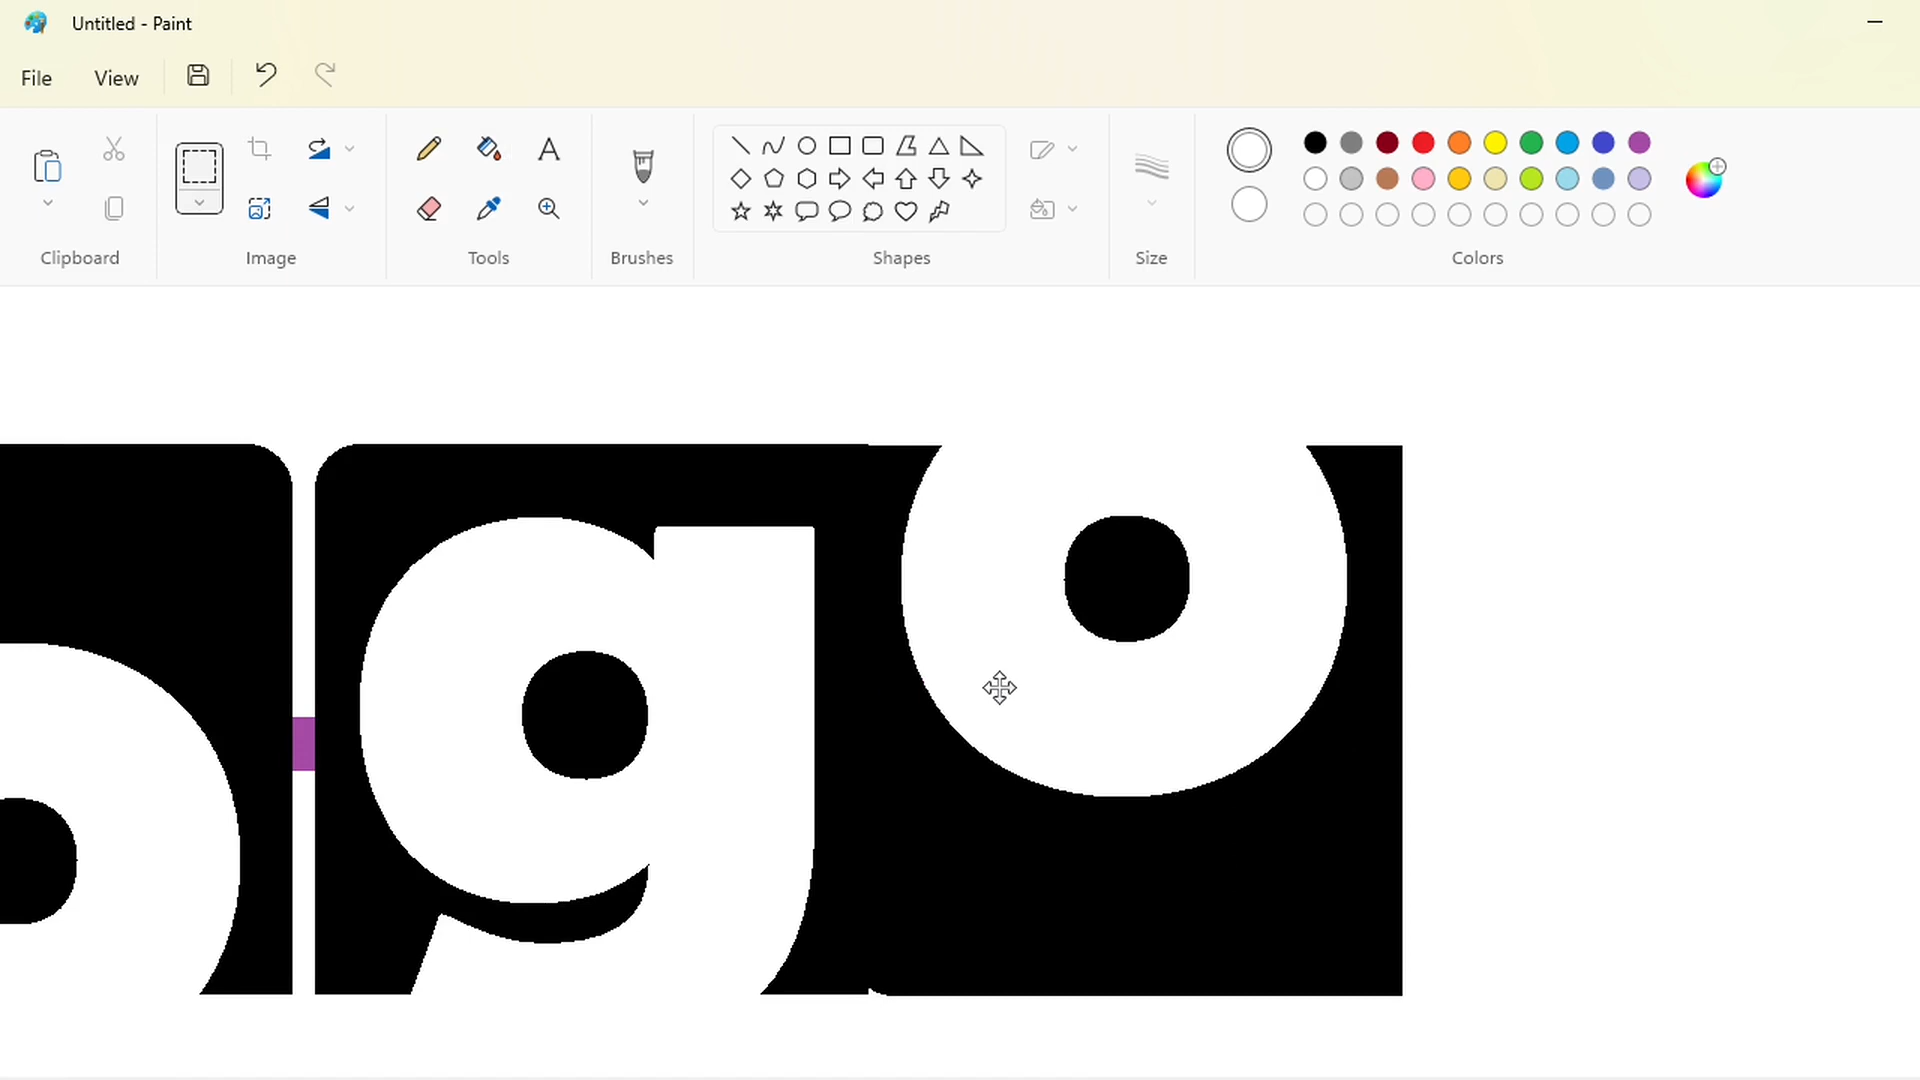 Untitled - Paint
File View
A
Clipboard Image Tools Brushes Shapes Size Colors
g o